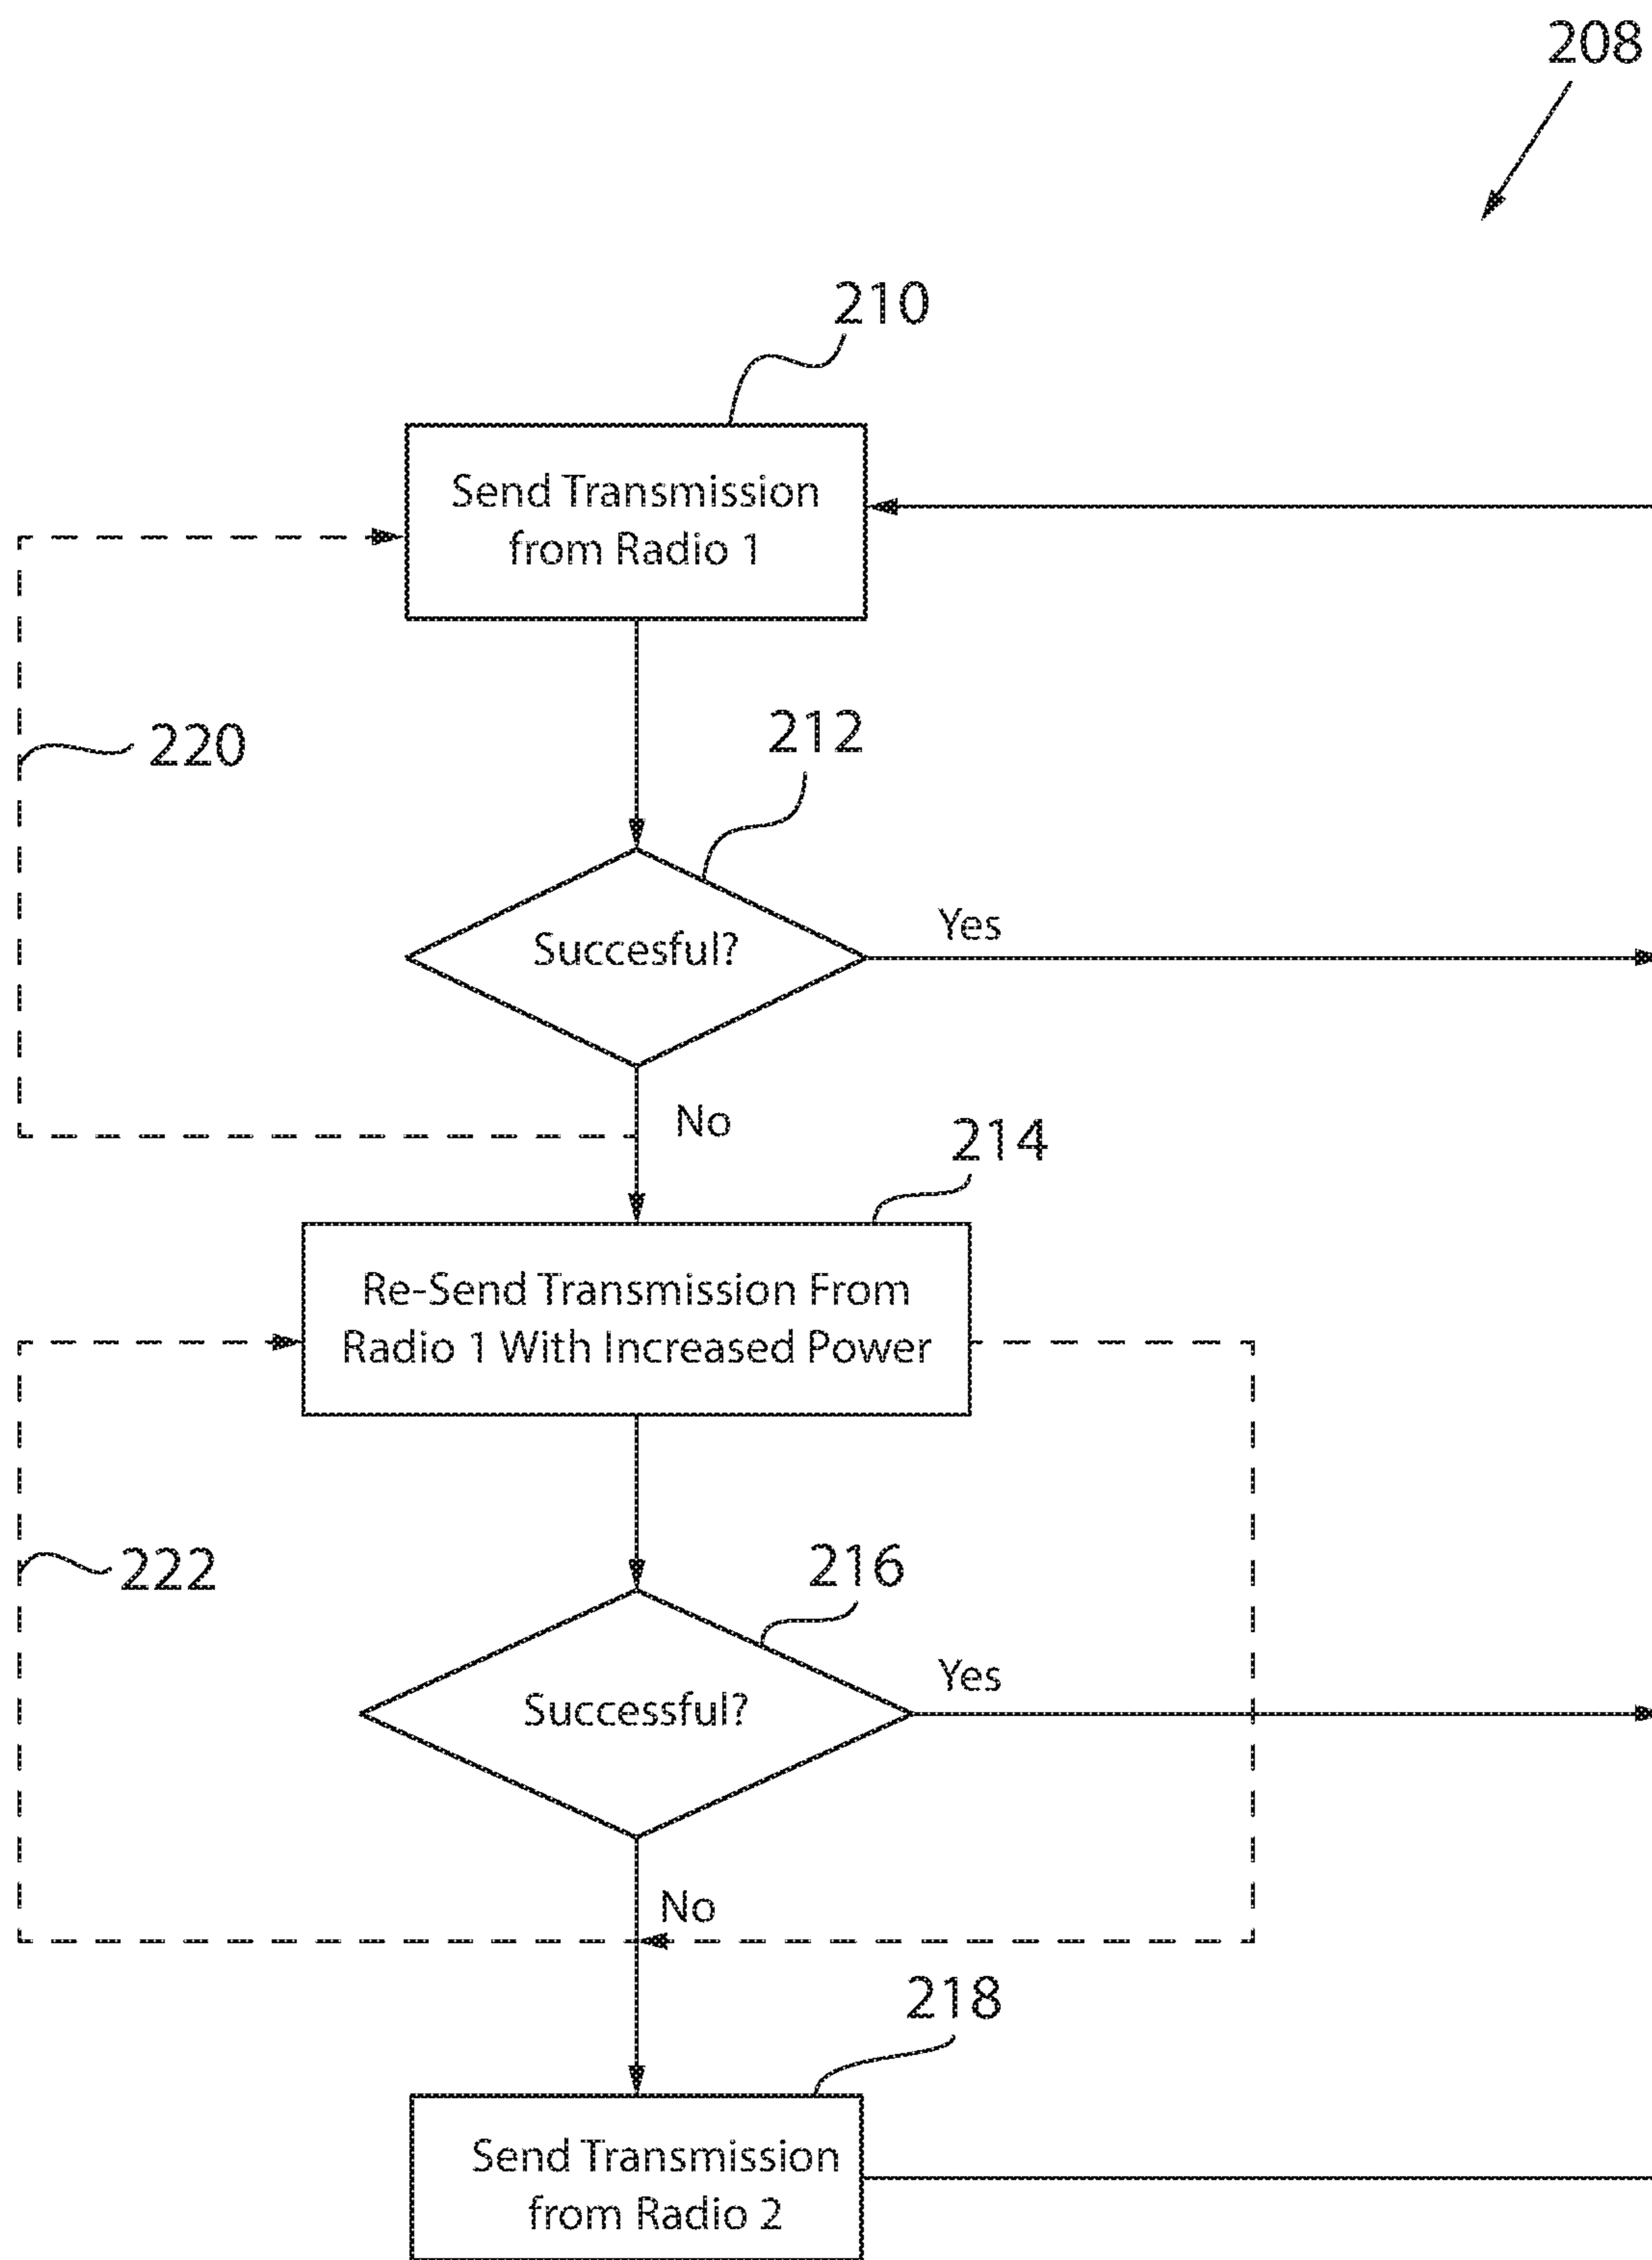 208
210
Send Transmission
from Radio 1
220
212
Succesful?
Yes
No
214
Re-Send Transmission From
Radio 1 With Increased Power
222
216
Successful?
Yes
No
218
Send Transmission
from Radio 2